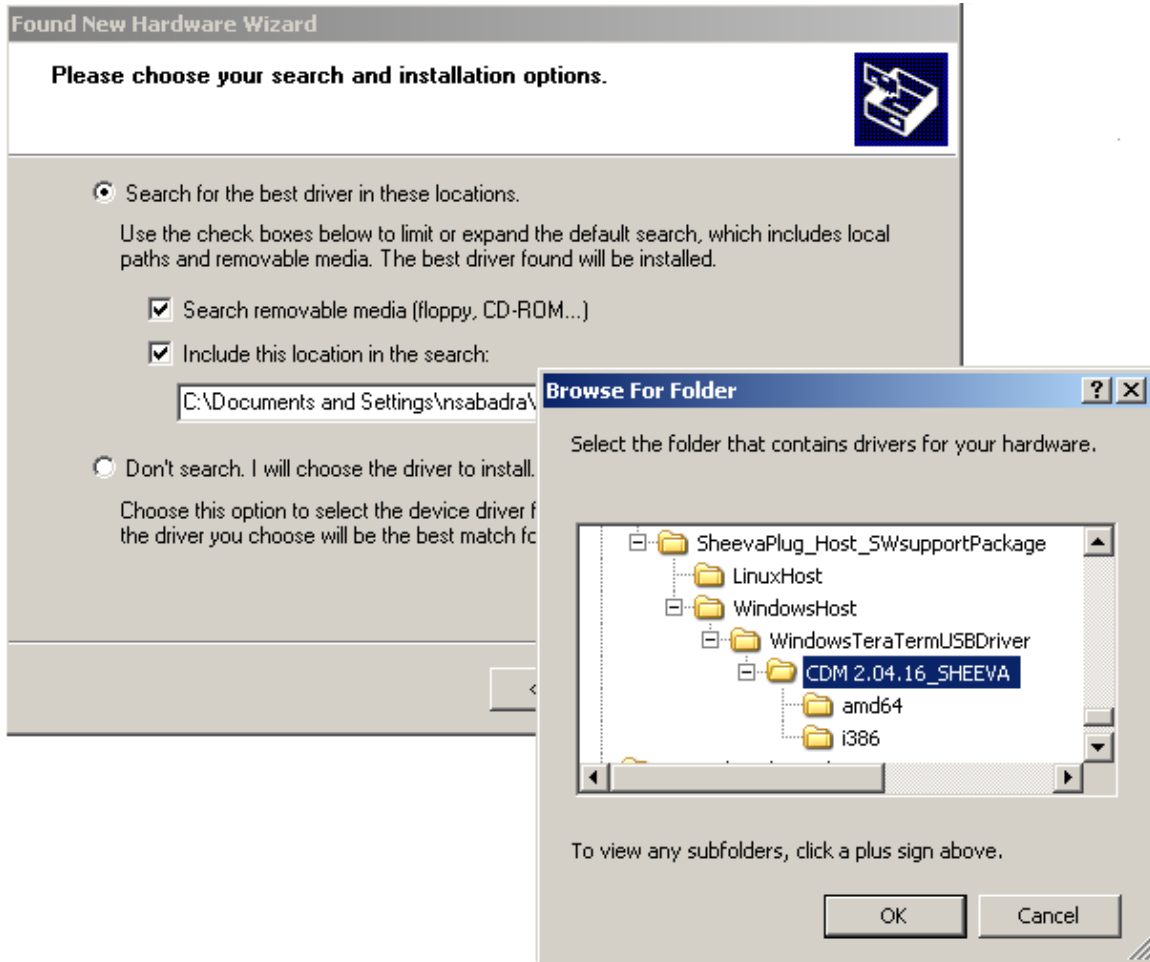 Found New Hardware Wizard
Please choose your search and installation options.
Search for the best driver in these locations.
Use the check boxes below to limit or expand the default search, which includes local
paths and removable media. The best driver found will be installed.
Search removable media (floppy, CD-ROM...)
Include this location in the search:
C:\Documents and Settings\nsabadra\
Don't search. I will choose the driver to install.
Choose this option to select the device driver
the driver you choose will be the best match
<
Browse For Folder
Select the folder that contains drivers for your hardware.
SheevaPlug_Host_SWsupportPackage
LinuxHost
WindowsHost
WindowsTeraTermUSBDriver
CDM 2.04.16_SHEEVA
amd64
i386
To view any subfolders, click a plus sign above.
OK
Cancel